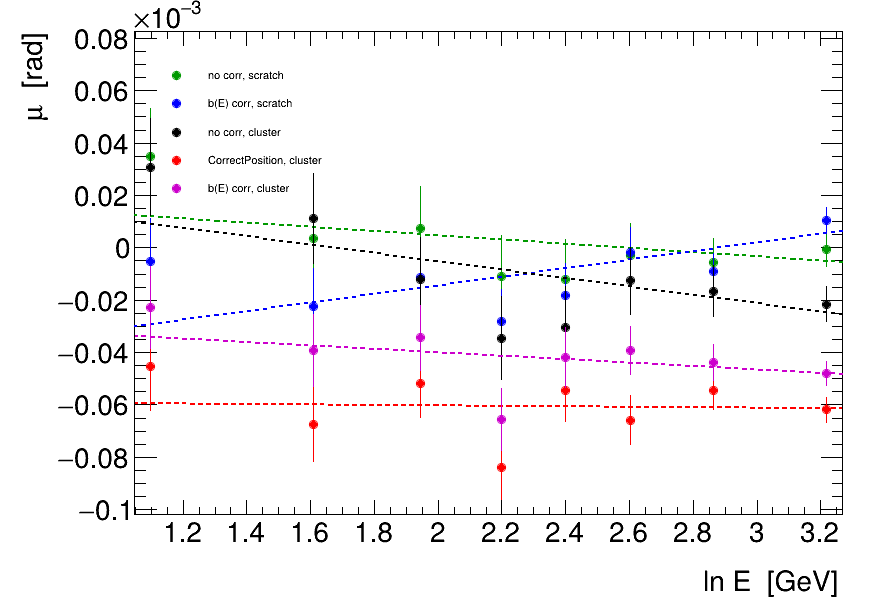 ×10⁻³
μ [rad]
0.08
0.06
0.04
0.02
0
−0.02
−0.04
−0.06
−0.08
−0.1
no corr, scratch
b(E) corr, scratch
no corr, cluster
CorrectPosition, cluster
b(E) corr, cluster
1.2 1.4 1.6 1.8 2 2.2 2.4 2.6 2.8 3 3.2
ln E [GeV]